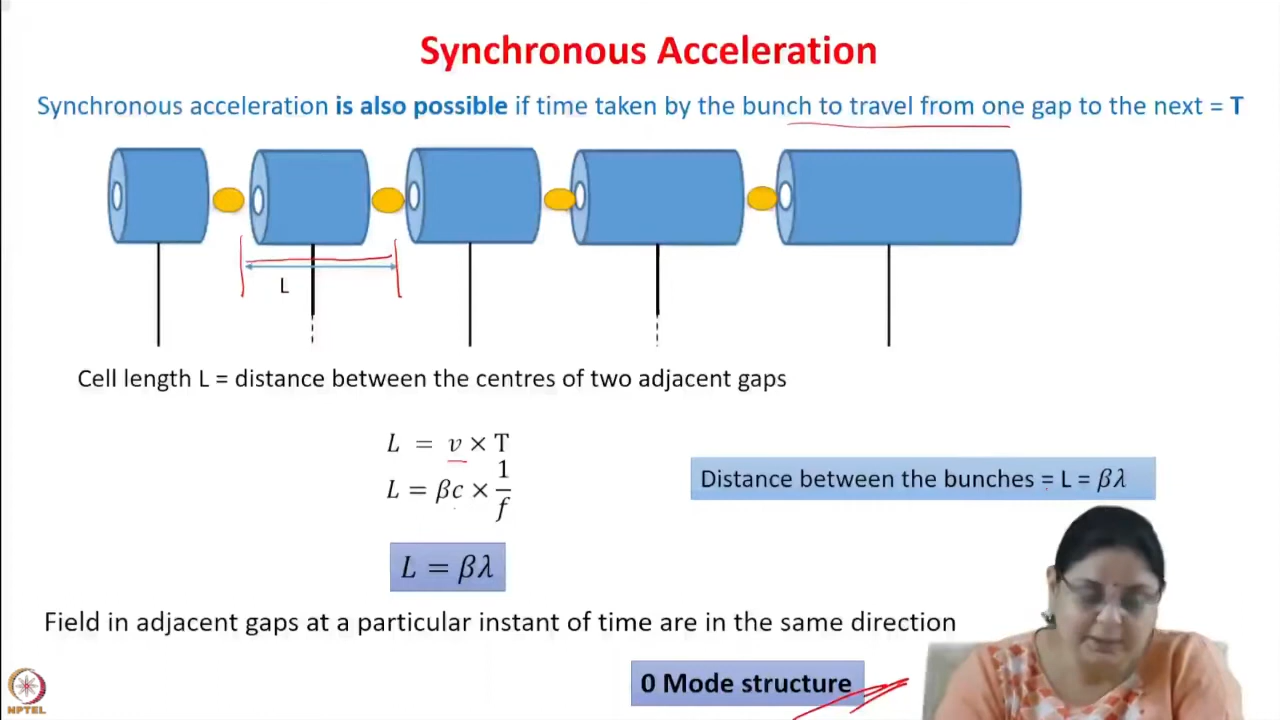 Synchronous Acceleration
Synchronous acceleration is also possible if time taken by the bunch to travel from one gap to the next = T
L
Cell length L = distance between the centres of two adjacent gaps
L = v × T
L = βc × 1/f
Distance between the bunches = L = βλ
L = βλ
Field in adjacent gaps at a particular instant of time are in the same direction
0 Mode structure
NPTEL